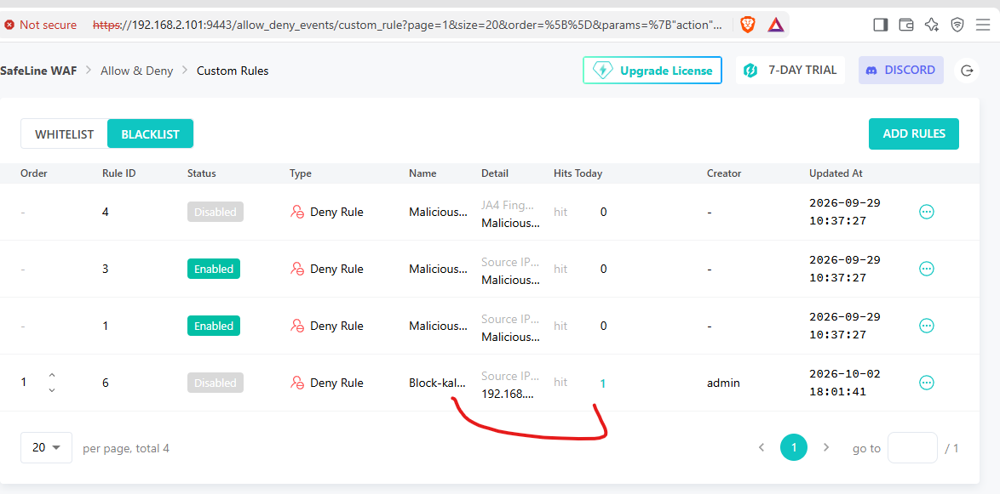 Not secure https://192.168.2.101:9443/allow_deny_events/custom_rule?page=1&size=20&order=%5B%5D&params=%7B"action"...
SafeLine WAF > Allow & Deny > Custom Rules Upgrade License 7-DAY TRIAL DISCORD
WHITELIST BLACKLIST ADD RULES
Order Rule ID Status Type Name Detail Hits Today Creator Updated At
- 4 Disabled Deny Rule Malicious... JA4 Fing... hit 0 - 2026-09-29
Malicious... 10:37:27
- 3 Enabled Deny Rule Malicious... Source IP... hit 0 - 2026-09-29
Malicious... 10:37:27
- 1 Enabled Deny Rule Malicious... Source IP... hit 0 - 2026-09-29
Malicious... 10:37:27
1 6 Disabled Deny Rule Block-kal... Source IP... hit 1 admin 2026-10-02
192.168.... 18:01:41
20 per page, total 4 < 1 > go to / 1